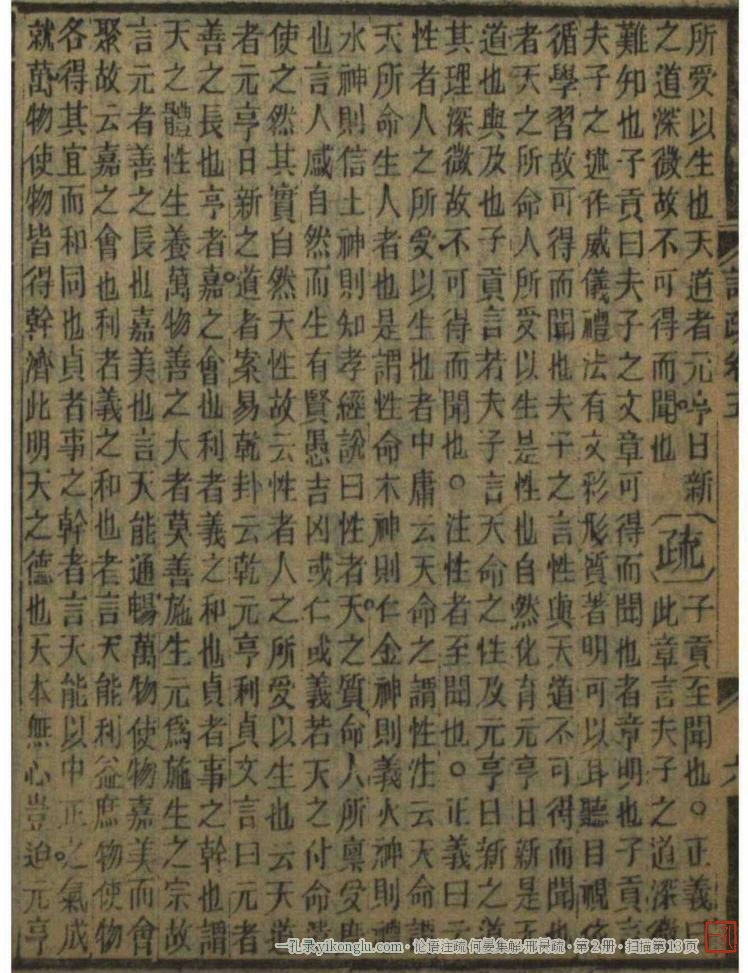 所受以生也天道者元亨日新
之道深微故不可得而聞也
疏
子貢至聞也。正義曰
此章言夫子之道深微
難知也子貢曰夫子之文章可得而聞也者章明也子貢言
夫子之述作威儀禮法有文彩形質著明可以耳聽目視
循學習故可得而聞也夫子之言性與天道不可得而聞也
者天之所命人所受以生是性也自然化育元亨日新是天
道也與及也子貢言若夫子言天命之性及元亨日新之道
其理深微故不可得而聞也。注性者至聞也。正義曰云
性者人之所受以生也者中庸云天命之謂性注云天命謂
天所命生人者也是謂性命木神則仁金神則義火神則禮
水神則信土神則知孝經說曰性者天之質命人所稟受度
也言人感自然而生有賢愚吉凶或仁或義若天之付命遣
使之然其實自然天性故云性者人之所受以生也云天道
者元亨日新之道者案易乾卦云乾元亨利貞文言曰元者
善之長也亨者嘉之會也利者義之和也貞者事之幹也謂
天之體性生養萬物善之大者莫善施生元為施生之宗故
言元者善之長也嘉美也言天能通暢萬物使物嘉美而會
聚故云嘉之會也利者義之和也者言天能利益庶物使物
各得其宜而和同也貞者事之幹者言天能以中正之氣成
就萬物使物皆得幹濟此明天之德也天本無心豈造元亨
語疏卷五
六
一孔录yikonglu.com·论语注疏.何晏集解.邢昺疏·第2册·扫描第13页